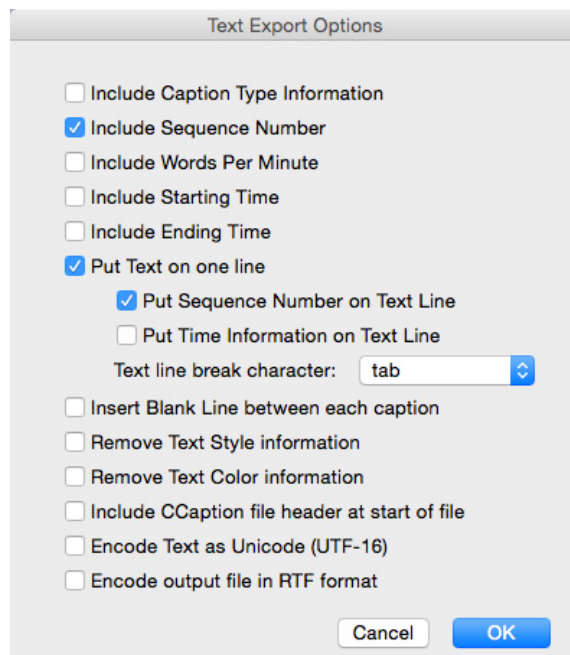 Text Export Options
Include Caption Type Information
Include Sequence Number
Include Words Per Minute
Include Starting Time
Include Ending Time
Put Text on one line
Put Sequence Number on Text Line
Put Time Information on Text Line
Text line break character: tab
Insert Blank Line between each caption
Remove Text Style information
Remove Text Color information
Include CCaption file header at start of file
Encode Text as Unicode (UTF-16)
Encode output file in RTF format
Cancel OK